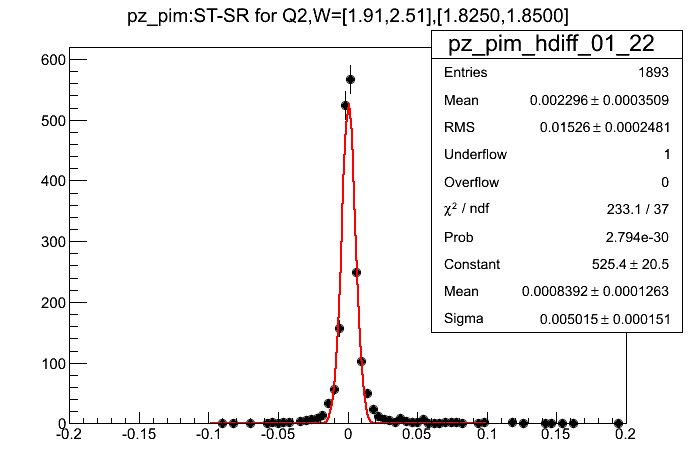 pz_pim:ST-SR for Q2,W=[1.91,2.51],[1.8250,1.8500]
pz_pim_hdiff_01_22
Entries 1893
Mean 0.002296 ± 0.0003509
RMS 0.01526 ± 0.0002481
Underflow 1
Overflow 0
χ² / ndf 233.1 / 37
Prob 2.794e-30
Constant 525.4 ± 20.5
Mean 0.0008392 ± 0.0001263
Sigma 0.005015 ± 0.000151
600
500
400
300
200
100
0
-0.2 -0.15 -0.1 -0.05 0 0.05 0.1 0.15 0.2